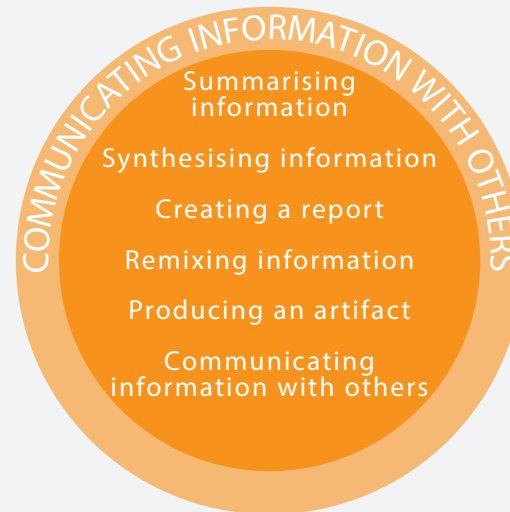 COMMUNICATING INFORMATION WITH OTHERS
Summarising
information
Synthesising information
Creating a report
Remixing information
Producing an artifact
Communicating
information with others